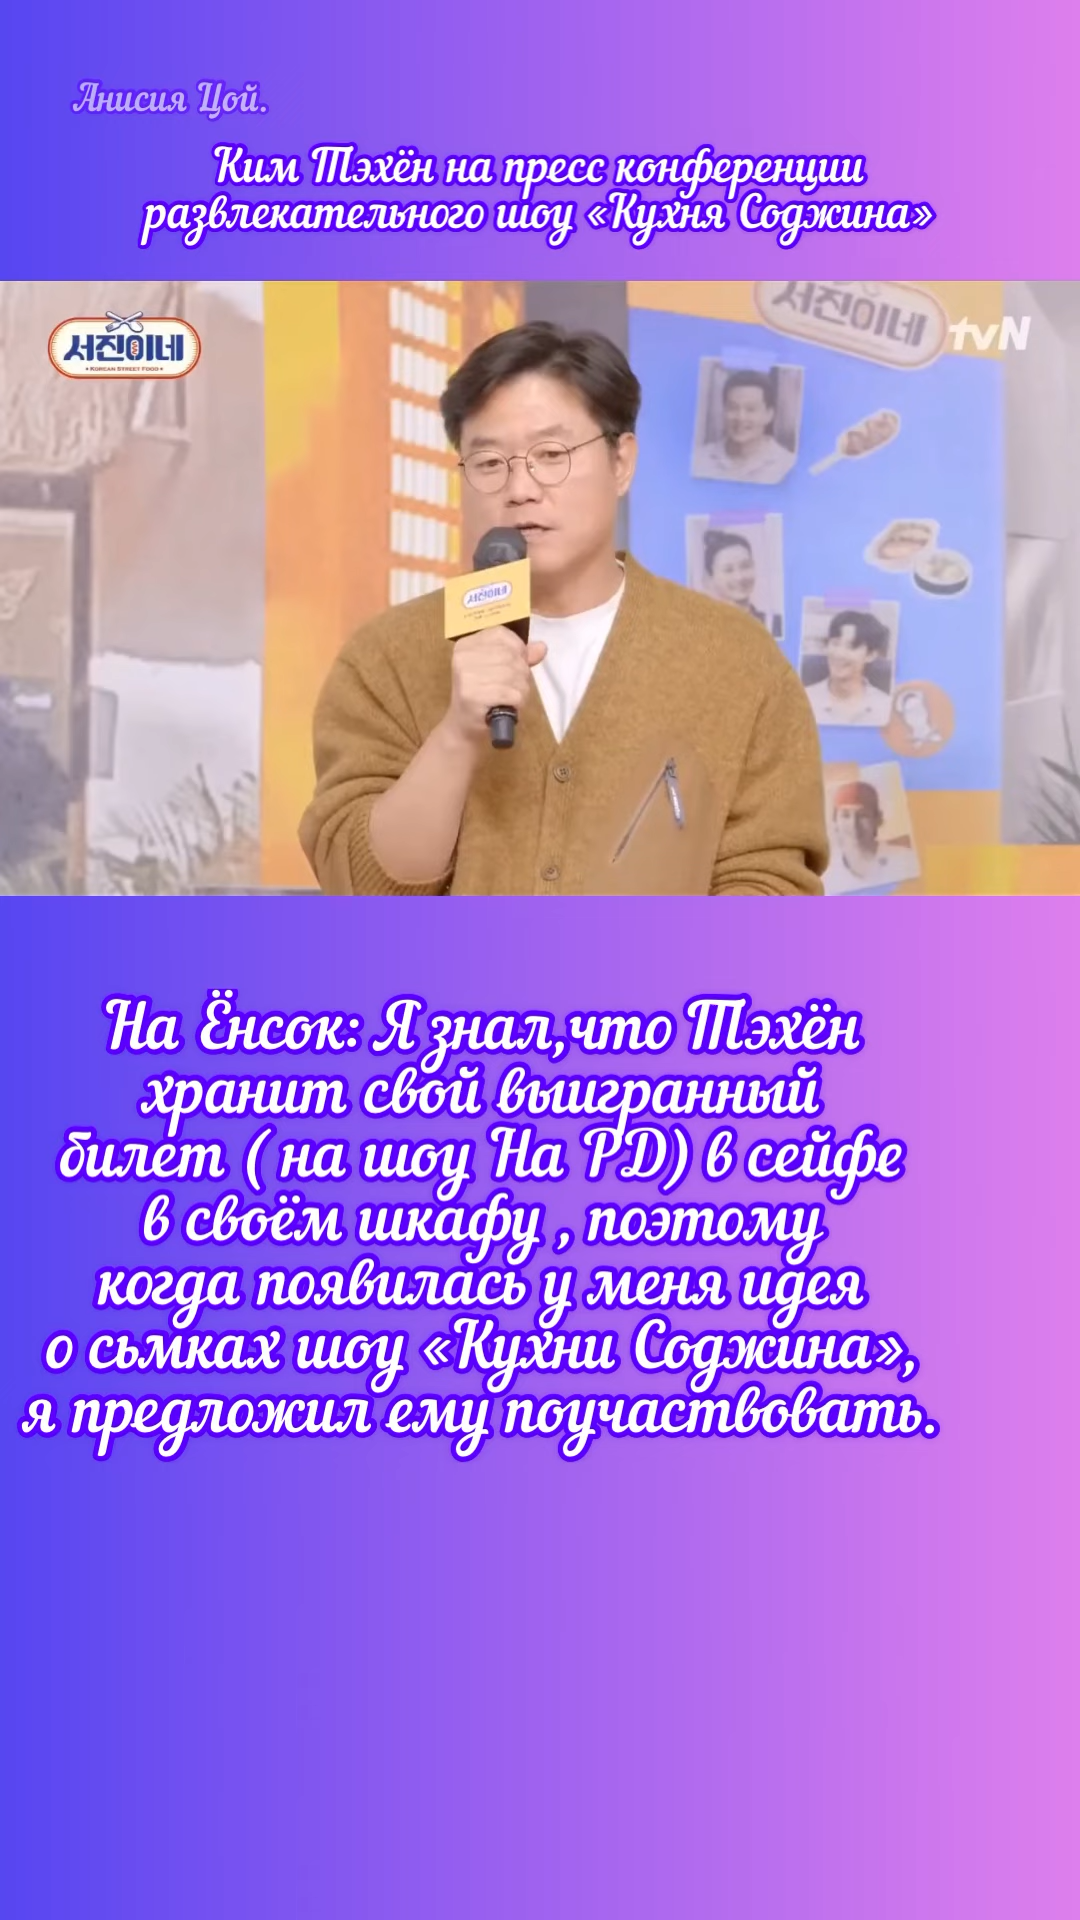 Анисия Цой.
Ким Тэхён на пресс конференции
развлекательного шоу «Кухня Соджина»
서진이네
• KOREAN STREET FOOD •
서진이네
tvN
서진이네
На Ёнсок: Я знал,что Тэхён
хранит свой выигранный
билет ( на шоу На PD) в сейфе
в своём шкафу , поэтому
когда появилась у меня идея
о сьмках шоу «Кухни Соджина»,
я предложил ему поучаствовать.